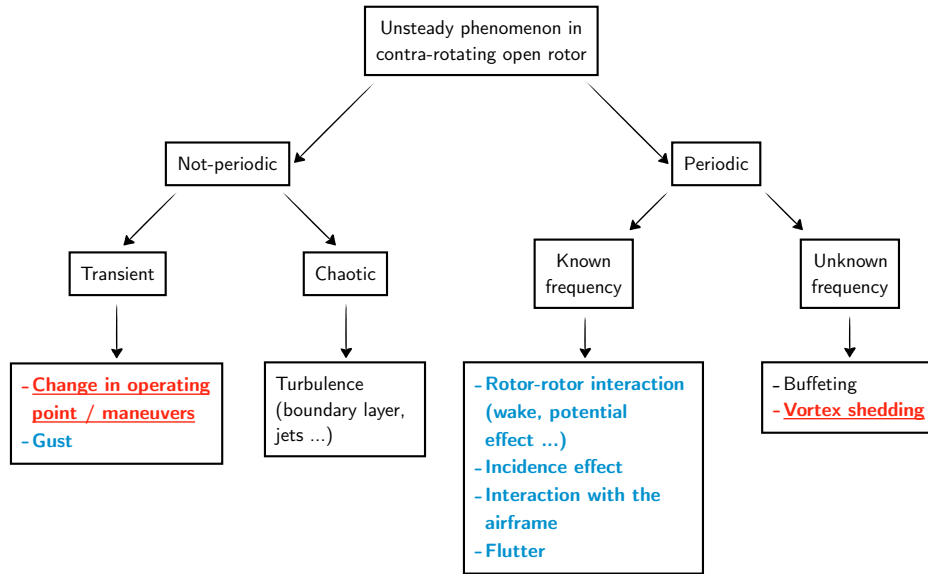 Unsteady phenomenon in
contra-rotating open rotor
Not-periodic
Periodic
Transient
Chaotic
Known
frequency
Unknown
frequency
- Change in operating
point / maneuvers
- Gust
Turbulence
(boundary layer,
jets ...)
- Rotor-rotor interaction
(wake, potential
effect ...)
- Incidence effect
- Interaction with the
airframe
- Flutter
- Buffeting
- Vortex shedding